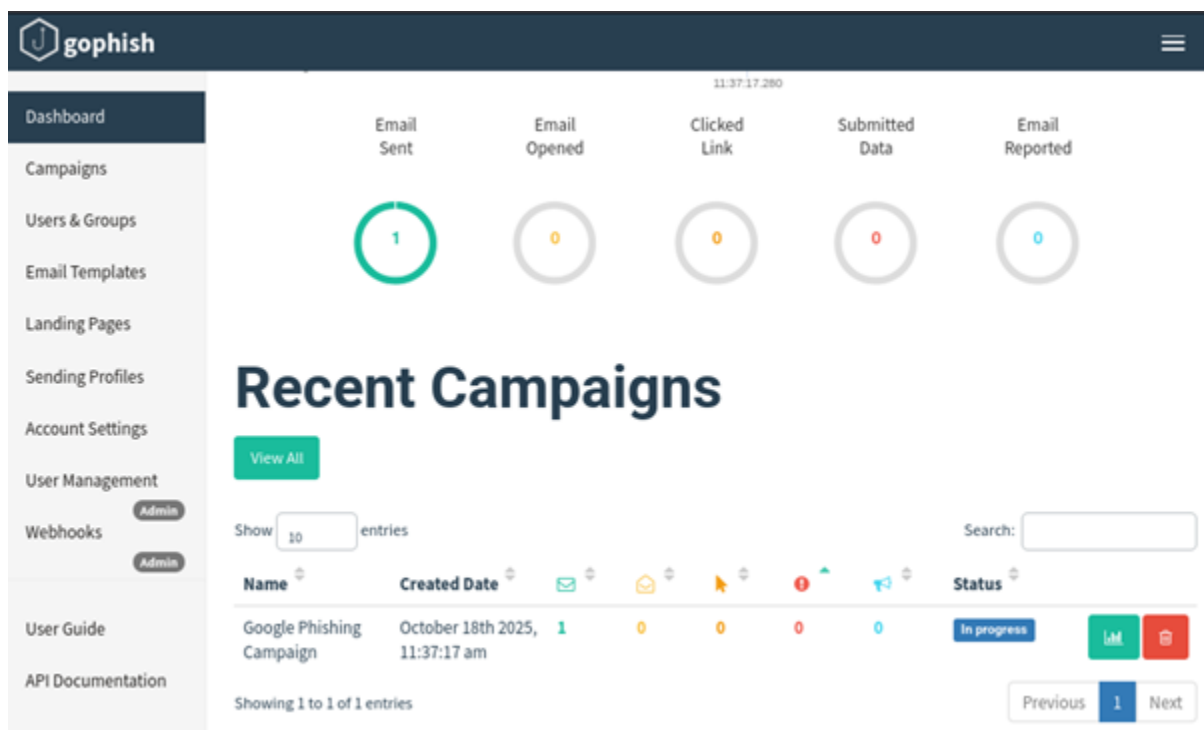 gophish
11:37:17.280
Dashboard
Campaigns
Users & Groups
Email Templates
Landing Pages
Sending Profiles
Account Settings
User Management
Admin
Webhooks
Admin
User Guide
API Documentation
Email Sent
Email Opened
Clicked Link
Submitted Data
Email Reported
1
0
0
0
0
Recent Campaigns
View All
Show 10 entries
Search:
Name Created Date Status
Google Phishing Campaign October 18th 2025, 11:37:17 am 1 0 0 0 0 In progress
Showing 1 to 1 of 1 entries
Previous 1 Next